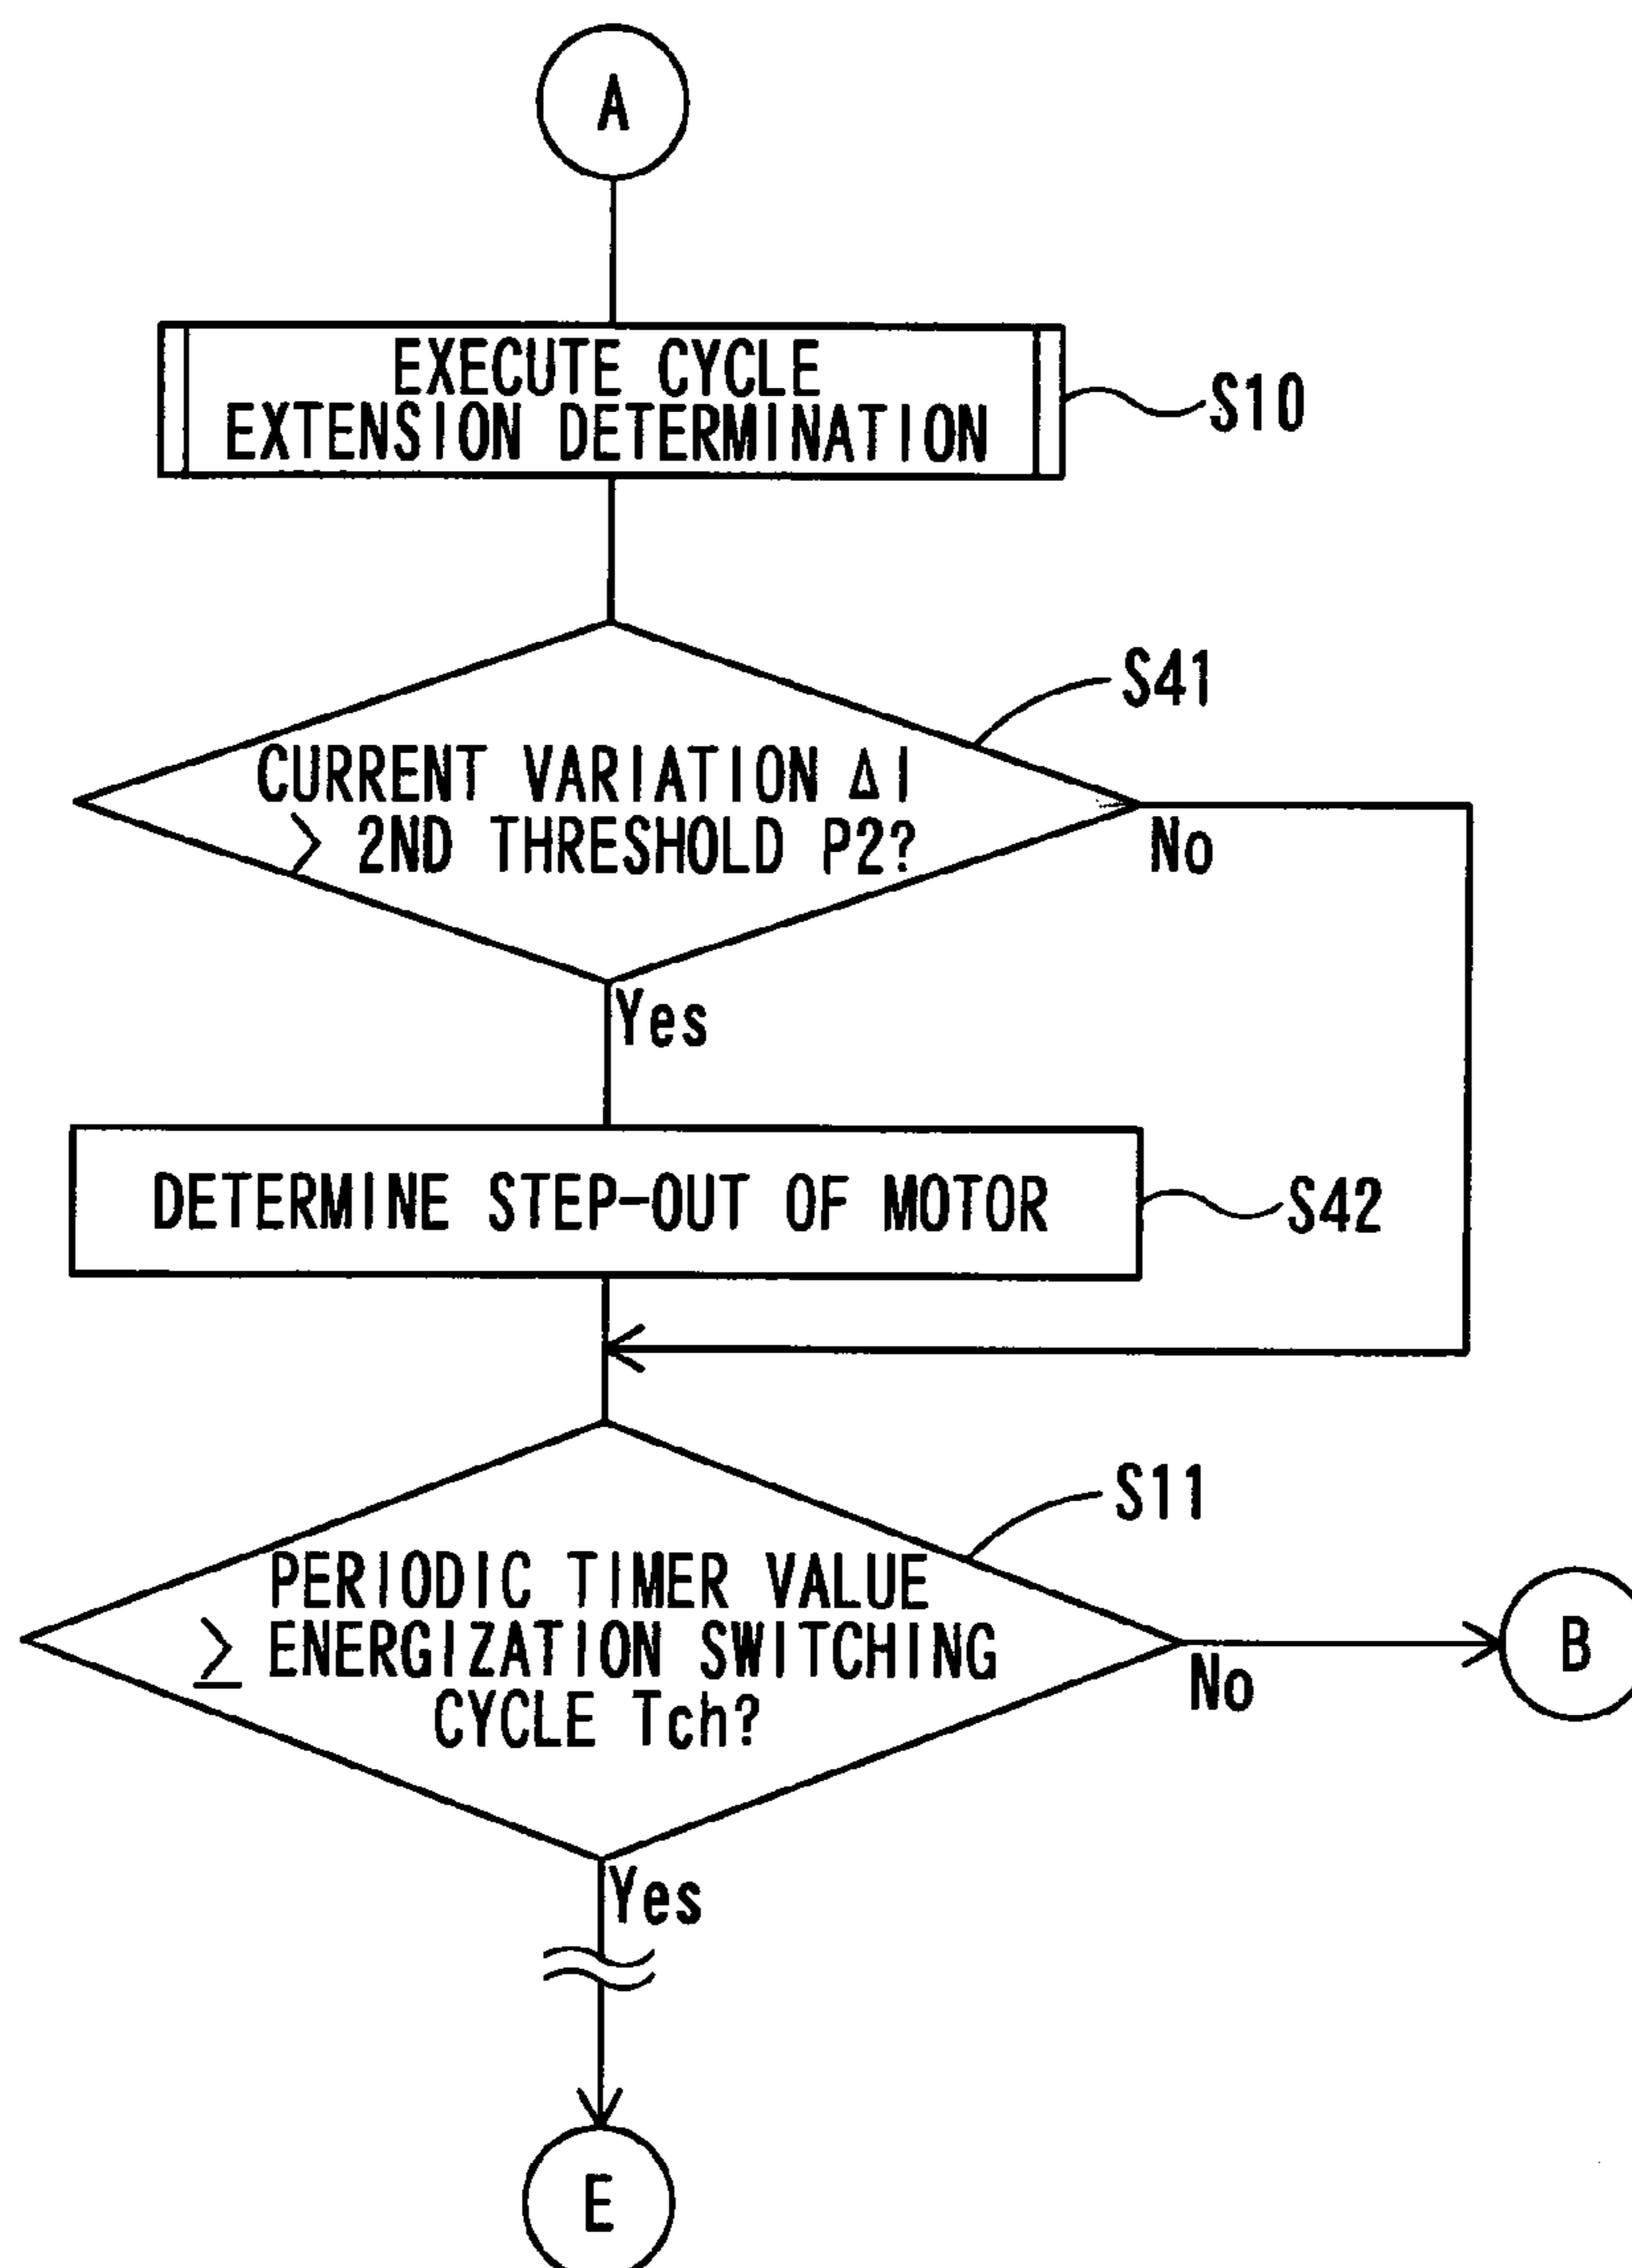 A
EXECUTE CYCLE
EXTENSION DETERMINATION
S10
S41
CURRENT VARIATION ΔI
> 2ND THRESHOLD P2?
No
Yes
DETERMINE STEP-OUT OF MOTOR
S42
S11
PERIODIC TIMER VALUE
≥ ENERGIZATION SWITCHING
CYCLE Tch?
No
B
Yes
E